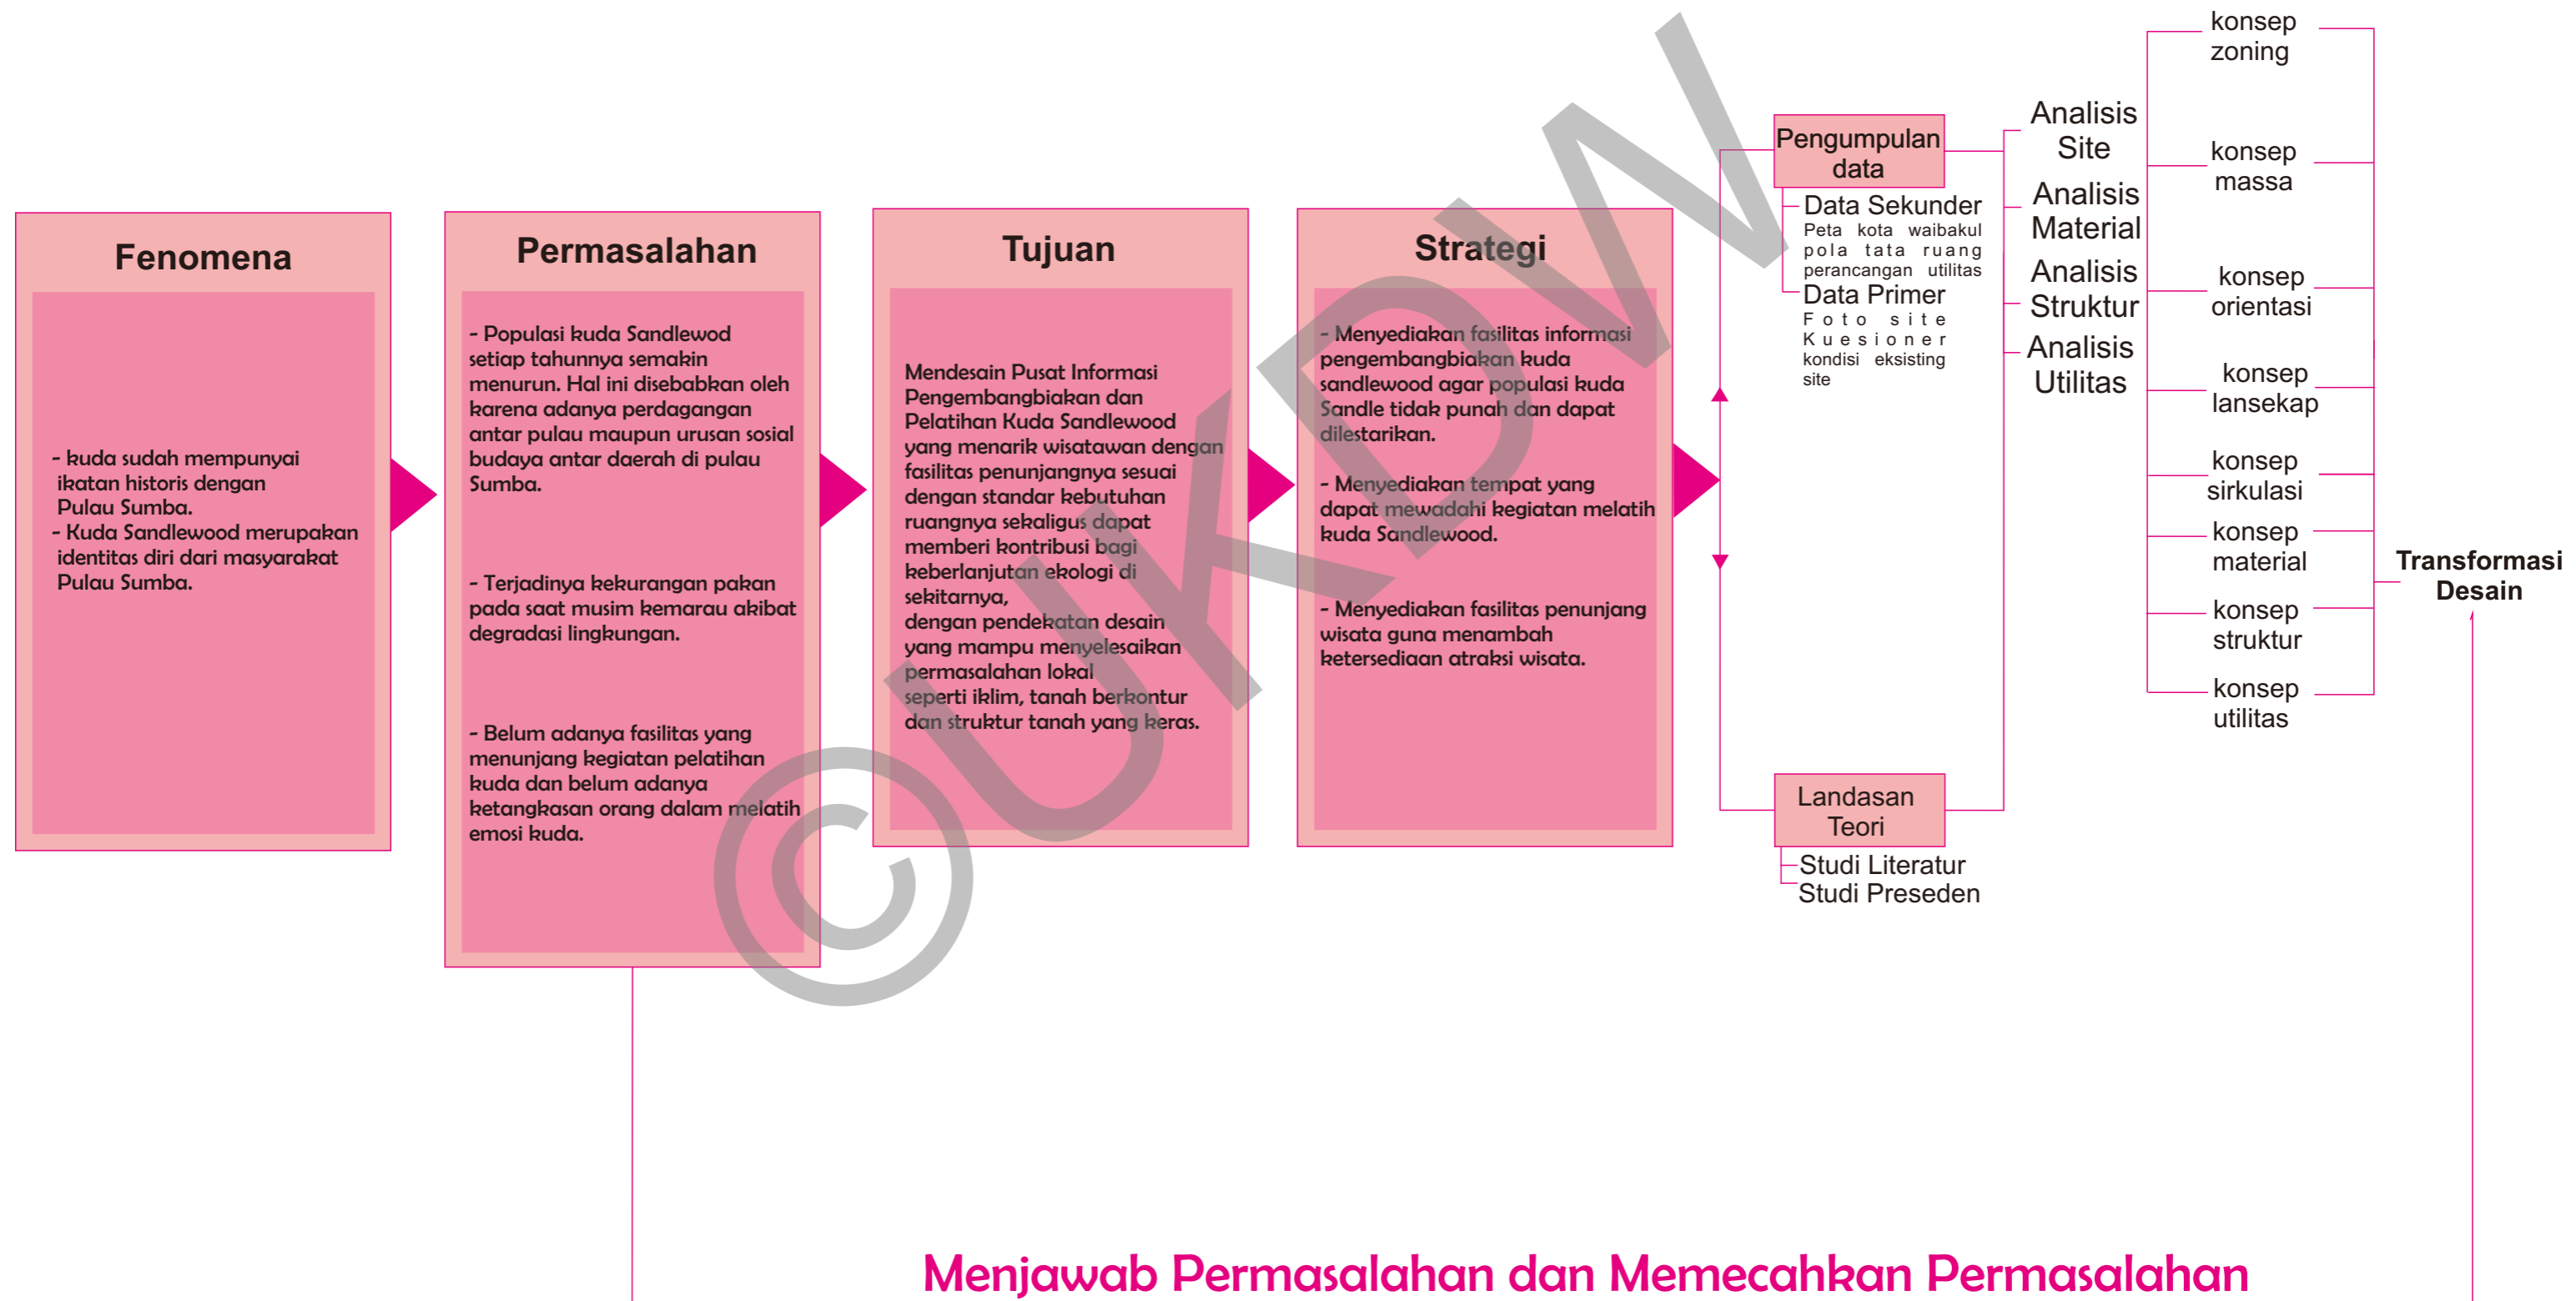 Fenomena
- kuda sudah mempunyai
ikatan historis dengan
Pulau Sumba.
- Kuda Sandlewood merupakan
identitas diri dari masyarakat
Pulau Sumba.
Permasalahan
- Populasi kuda Sandlewod
setiap tahunnya semakin
menurun. Hal ini disebabkan oleh
karena adanya perdagangan
antar pulau maupun urusan sosial
budaya antar daerah di pulau
Sumba.
- Terjadinya kekurangan pakan
pada saat musim kemarau akibat
degradasi lingkungan.
- Belum adanya fasilitas yang
menunjang kegiatan pelatihan
kuda dan belum adanya
ketangkasan orang dalam melatih
emosi kuda.
Tujuan
Mendesain Pusat Informasi
Pengembangbiakan dan
Pelatihan Kuda Sandlewood
yang menarik wisatawan dengan
fasilitas penunjangnya sesuai
dengan standar kebutuhan
ruangnya sekaligus dapat
memberi kontribusi bagi
keberlanjutan ekologi di
sekitarnya,
dengan pendekatan desain
yang mampu menyelesaikan
permasalahan lokal
seperti iklim, tanah berkontur
dan struktur tanah yang keras.
Strategi
- Menyediakan fasilitas informasi
pengembangbiakan kuda
sandlewood agar populasi kuda
Sandle tidak punah dan dapat
dilestarikan.
- Menyediakan tempat yang
dapat mewadahi kegiatan melatih
kuda Sandlewood.
- Menyediakan fasilitas penunjang
wisata guna menambah
ketersediaan atraksi wisata.
Pengumpulan
data
Data Sekunder
Peta kota waibakul
pola tata ruang
perancangan utilitas
Data Primer
Foto site
Kuesioner
kondisi eksisting
site
Landasan
Teori
Studi Literatur
Studi Preseden
Analisis
Site
Analisis
Material
Analisis
Struktur
Analisis
Utilitas
konsep
zoning
konsep
massa
konsep
orientasi
konsep
lansekap
konsep
sirkulasi
konsep
material
konsep
struktur
konsep
utilitas
Transformasi
Desain
Menjawab Permasalahan dan Memecahkan Permasalahan
©UKDW